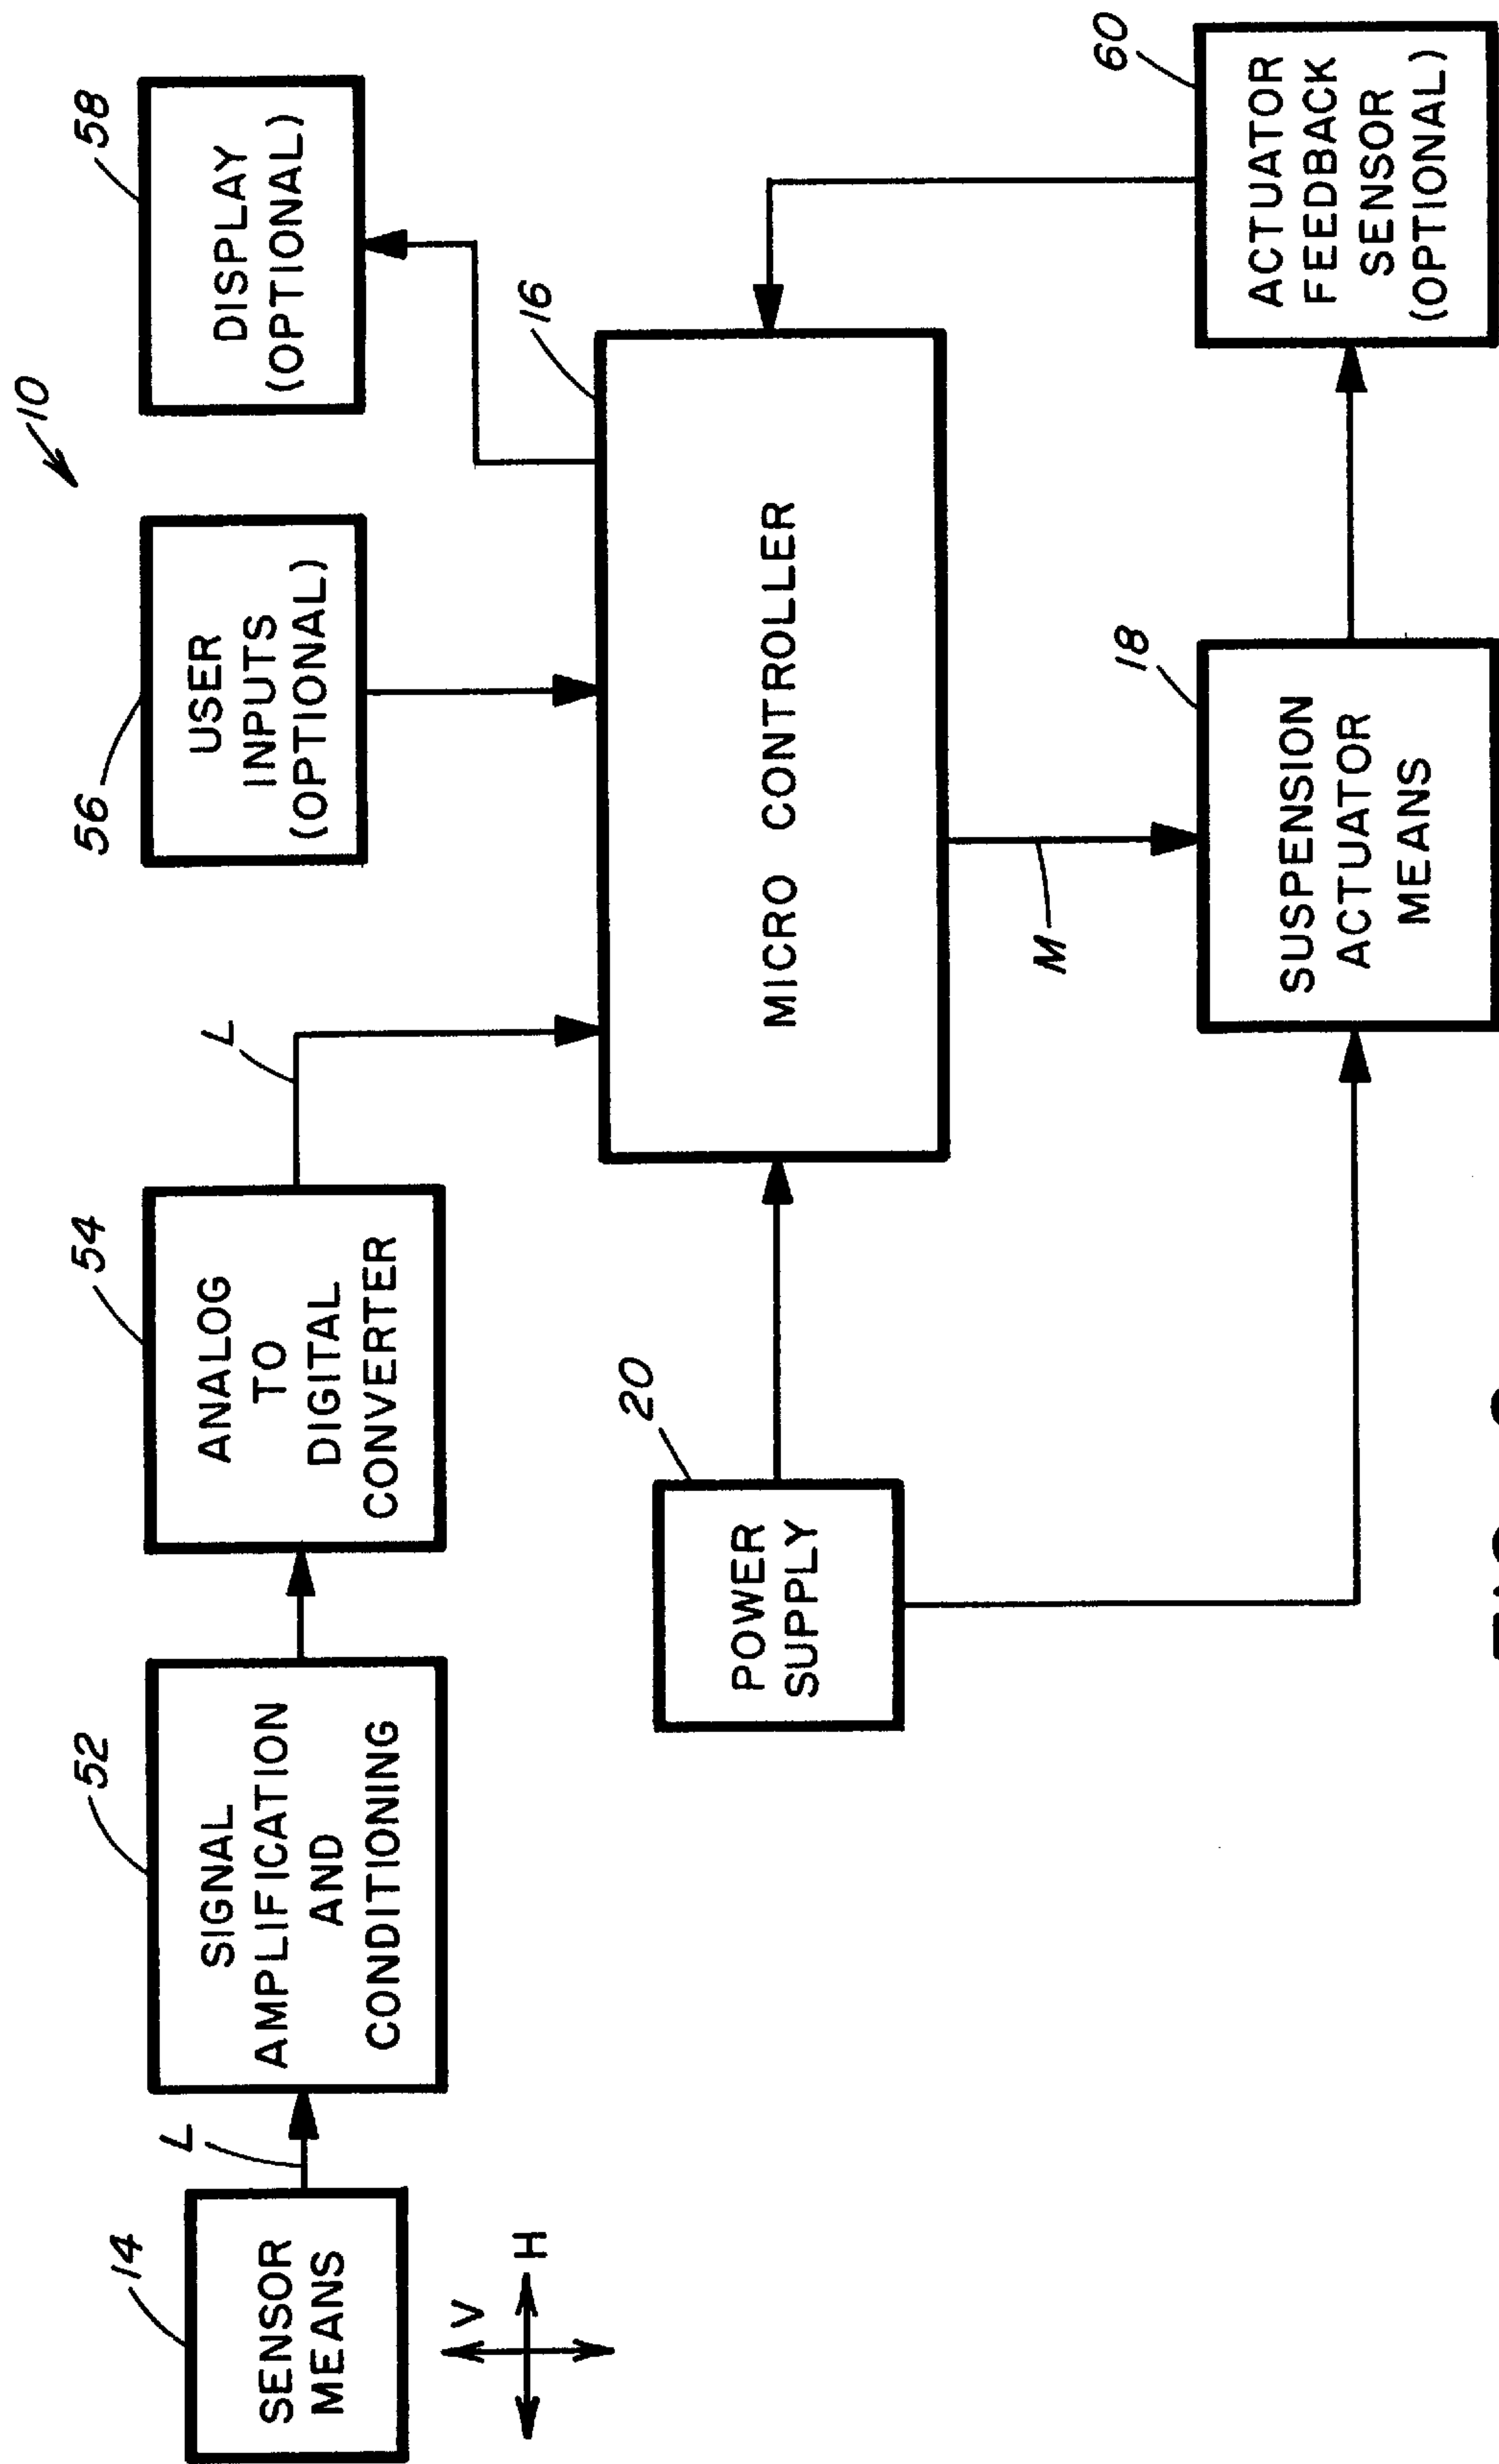 10
14
SENSOR
MEANS
L
52
SIGNAL
AMPLIFICATION
AND
CONDITIONING
54
ANALOG
TO
DIGITAL
CONVERTER
L
56
USER
INPUTS
(OPTIONAL)
58
DISPLAY
(OPTIONAL)
V
H
20
POWER
SUPPLY
16
MICRO CONTROLLER
M
18
SUSPENSION
ACTUATOR
MEANS
60
ACTUATOR
FEEDBACK
SENSOR
(OPTIONAL)